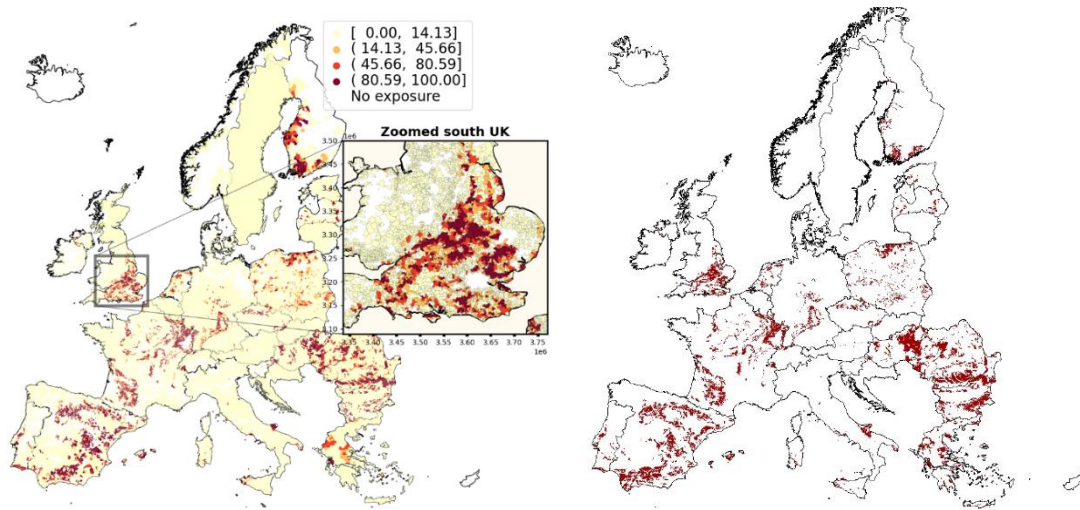 [ 0.00, 14.13]
( 14.13, 45.66]
( 45.66, 80.59]
( 80.59, 100.00]
No exposure
Zoomed south UK
1e6
3.50
3.45
3.40
3.35
3.30
3.25
3.20
3.15
3.10
3.35 3.40 3.45 3.50 3.55 3.60 3.65 3.70 3.75
1e6